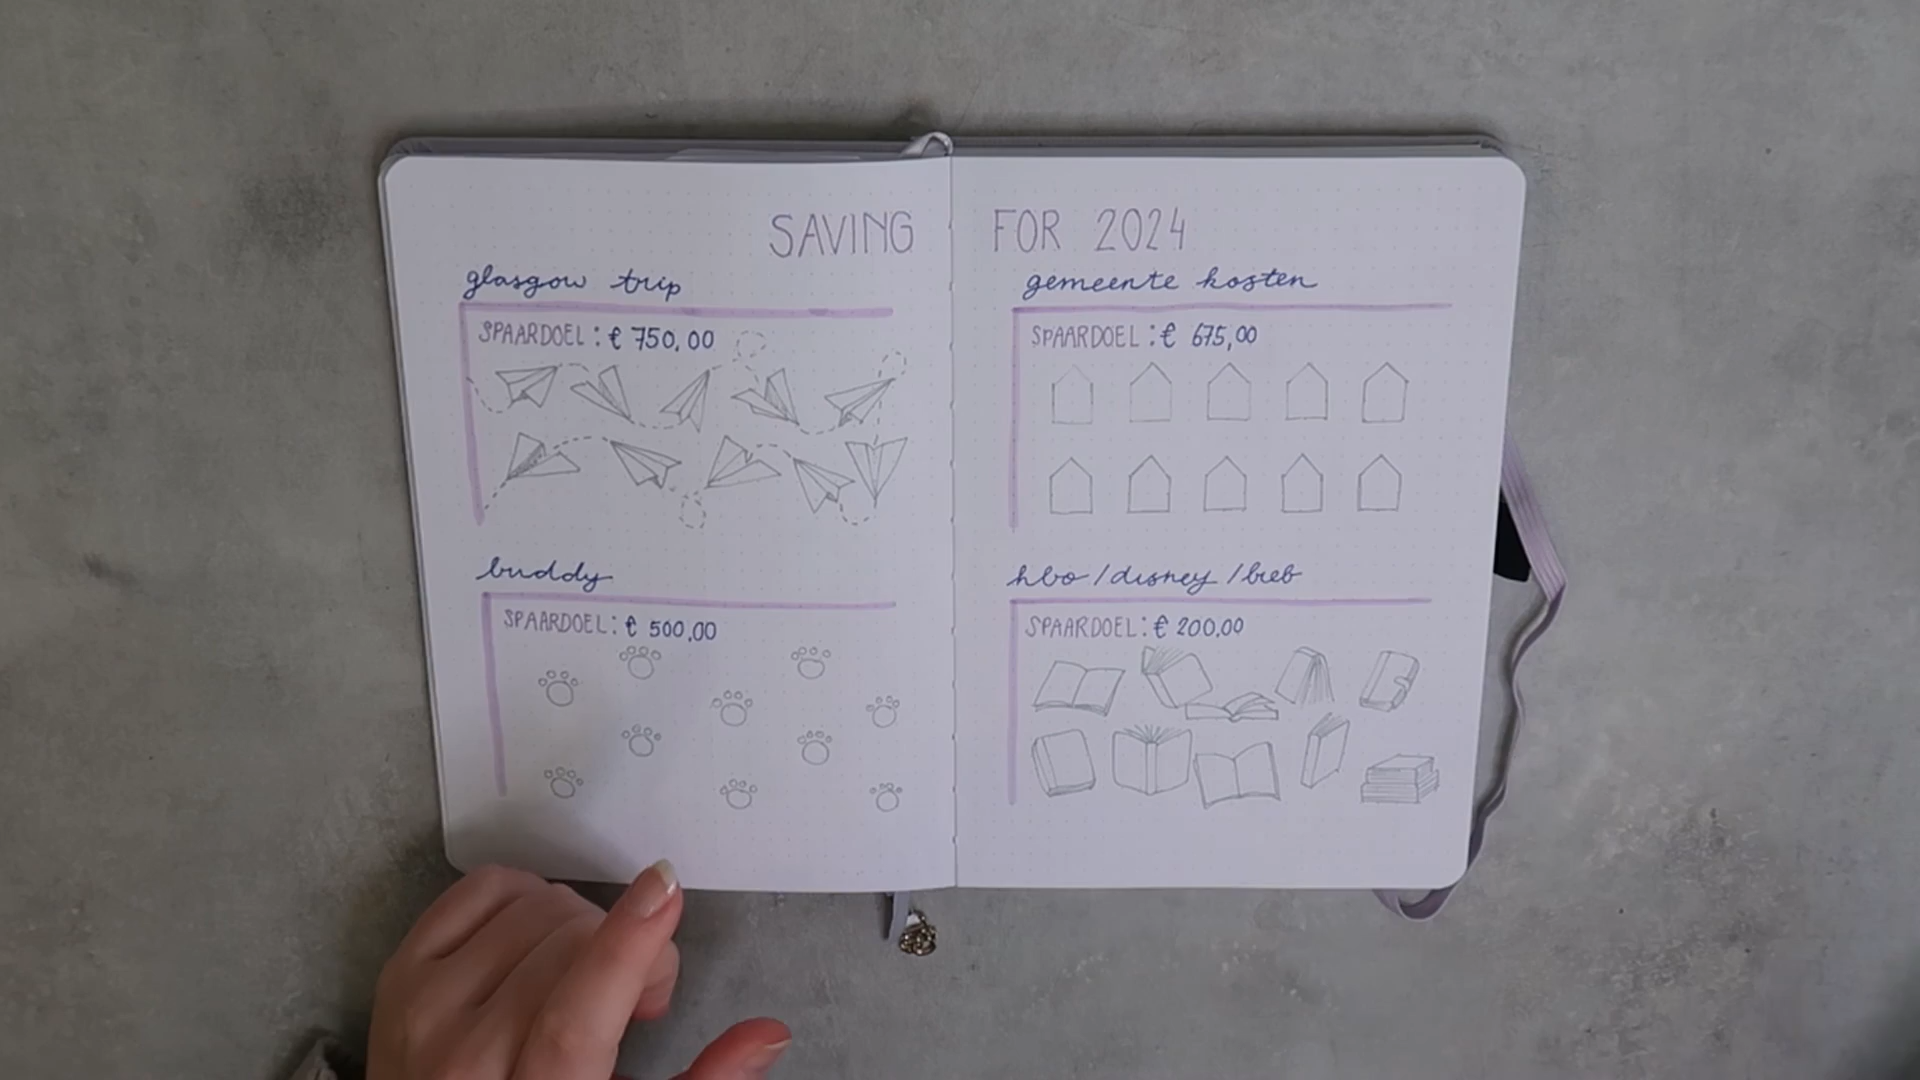 SAVING FOR 2024
glasgow trip
SPAARDOEL: € 750,00
buddy
SPAARDOEL: € 500,00
gemeente kosten
SPAARDOEL: € 675,00
hbo/disney/bieb
SPAARDOEL: € 200,00